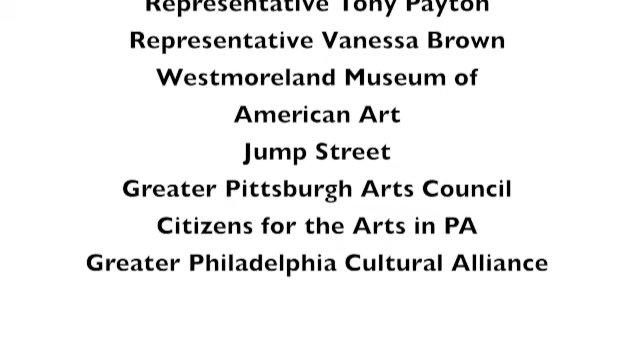 Representative Tony Payton
Representative Vanessa Brown
Westmoreland Museum of
American Art
Jump Street
Greater Pittsburgh Arts Council
Citizens for the Arts in PA
Greater Philadelphia Cultural Alliance